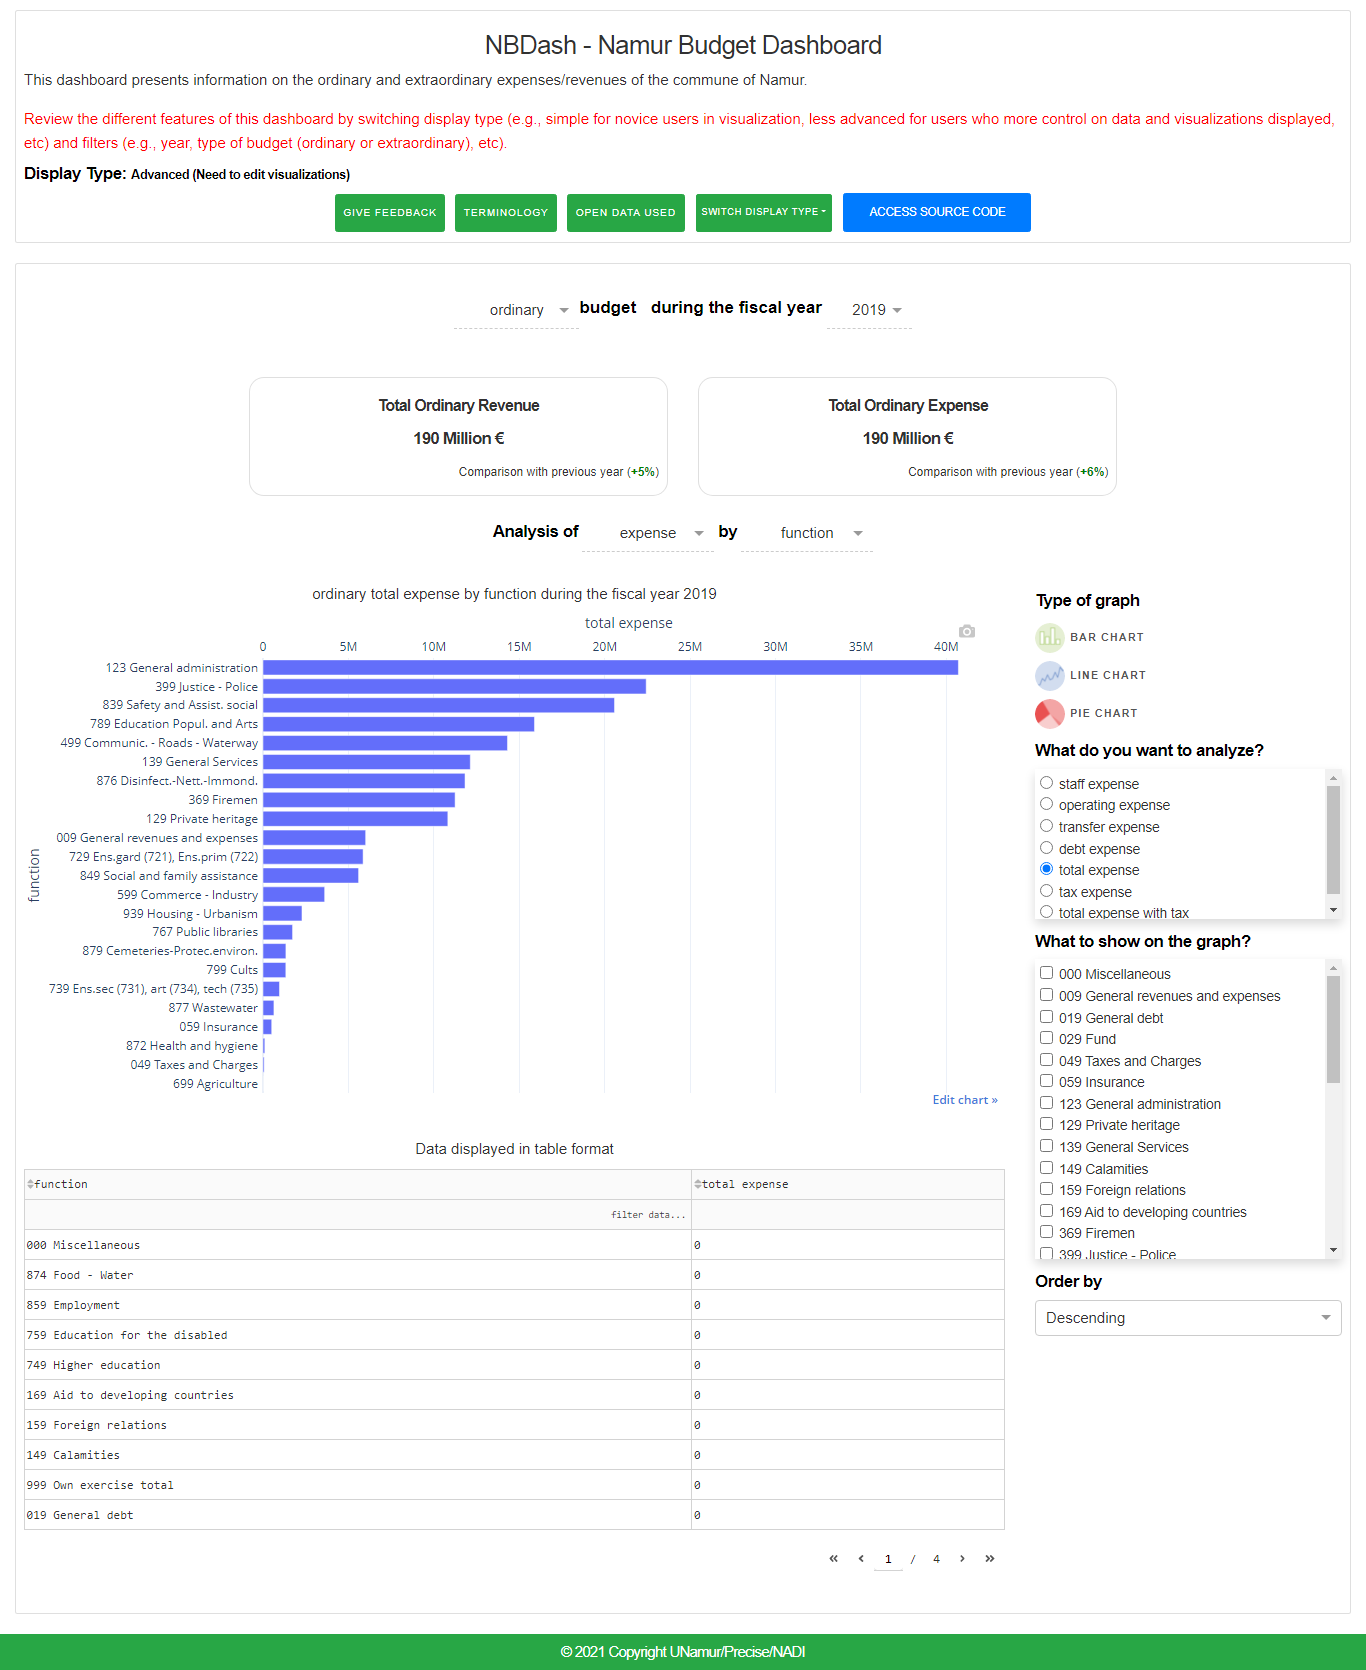 NBDash - Namur Budget Dashboard
This dashboard presents information on the ordinary and extraordinary expenses/revenues of the commune of Namur.
Review the different features of this dashboard by switching display type (e.g., simple for novice users in visualization, less advanced for users who more control on data and visualizations displayed,
etc) and filters (e.g., year, type of budget (ordinary or extraordinary), etc).
Display Type: Advanced (Need to edit visualizations)
GIVE FEEDBACK
TERMINOLOGY
OPEN DATA USED
SWITCH DISPLAY TYPE
ACCESS SOURCE CODE
ordinary budget during the fiscal year 2019
Total Ordinary Revenue
190 Million €
Comparison with previous year (+5%)
Total Ordinary Expense
190 Million €
Comparison with previous year (+6%)
Analysis of expense by function
ordinary total expense by function during the fiscal year 2019
total expense
0 5M 10M 15M 20M 25M 30M 35M 40M
function
123 General administration
399 Justice - Police
839 Safety and Assist. social
789 Education Popul. and Arts
499 Communic. - Roads - Waterway
139 General Services
876 Disinfect.-Nett.-Immond.
369 Firemen
129 Private heritage
009 General revenues and expenses
729 Ens.gard (721), Ens.prim (722)
849 Social and family assistance
599 Commerce - Industry
939 Housing - Urbanism
767 Public libraries
879 Cemeteries-Protec.environ.
799 Cults
739 Ens.sec (731), art (734), tech (735)
877 Wastewater
059 Insurance
872 Health and hygiene
049 Taxes and Charges
699 Agriculture
Edit chart »
Type of graph
BAR CHART
LINE CHART
PIE CHART
What do you want to analyze?
staff expense
operating expense
transfer expense
debt expense
total expense
tax expense
total expense with tax
What to show on the graph?
000 Miscellaneous
009 General revenues and expenses
019 General debt
029 Fund
049 Taxes and Charges
059 Insurance
123 General administration
129 Private heritage
139 General Services
149 Calamities
159 Foreign relations
169 Aid to developing countries
369 Firemen
399 Justice - Police
Order by
Descending
Data displayed in table format
function total expense
filter data...
000 Miscellaneous 0
874 Food - Water 0
859 Employment 0
759 Education for the disabled 0
749 Higher education 0
169 Aid to developing countries 0
159 Foreign relations 0
149 Calamities 0
999 Own exercise total 0
019 General debt 0
« ‹ 1 / 4 › »
© 2021 Copyright UNamur/Precise/NADI